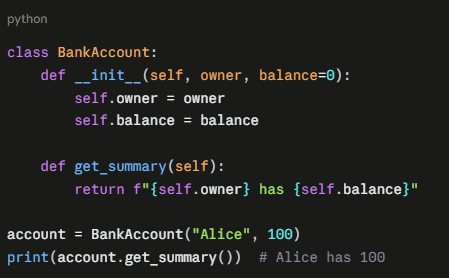 python
class BankAccount:
    def __init__(self, owner, balance=0):
        self.owner = owner
        self.balance = balance
    def get_summary(self):
        return f"{self.owner} has {self.balance}"
account = BankAccount("Alice", 100)
print(account.get_summary())  # Alice has 100